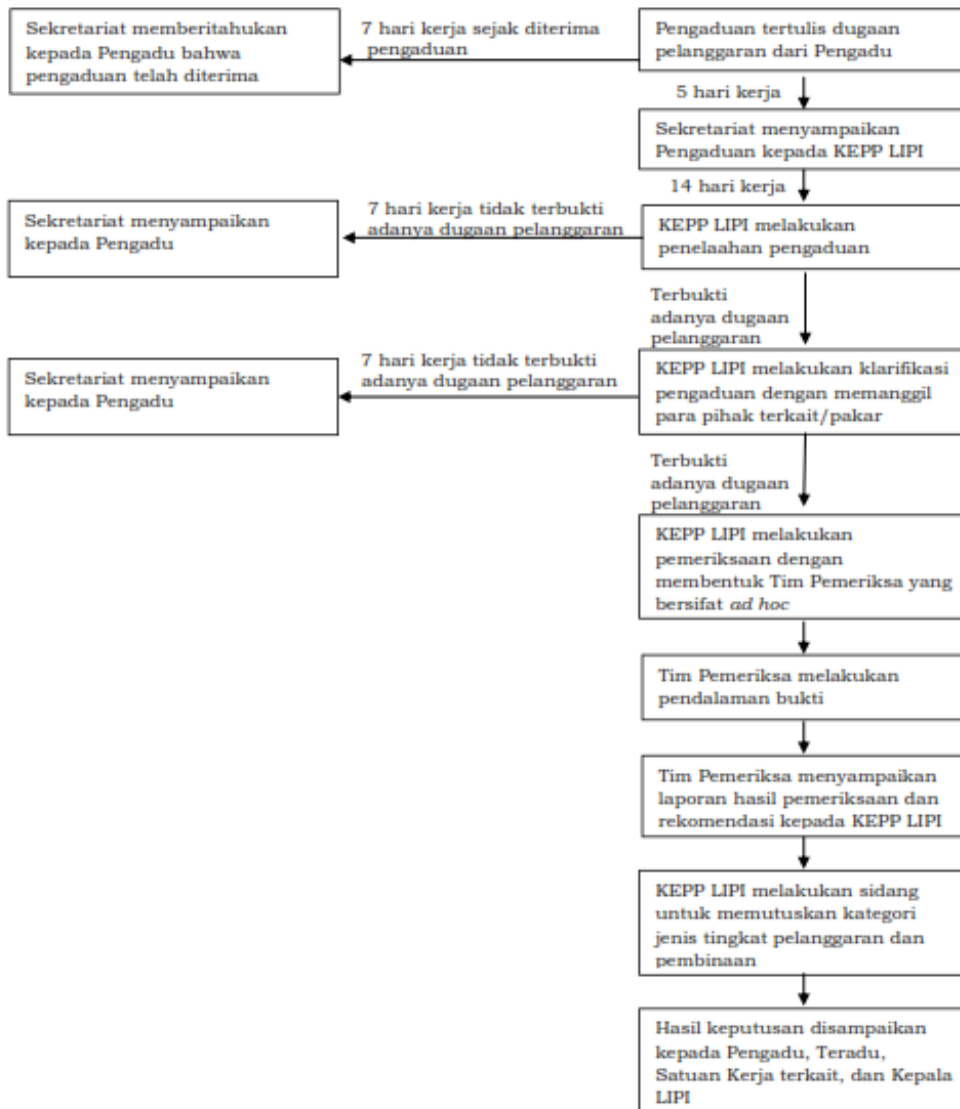 Sekretariat memberitahukan
kepada Pengadu bahwa
pengaduan telah diterima
7 hari kerja sejak diterima
pengaduan
Pengaduan tertulis dugaan
pelanggaran dari Pengadu
5 hari kerja
Sekretariat menyampaikan
Pengaduan kepada KEPP LIPI
14 hari kerja
Sekretariat menyampaikan
kepada Pengadu
7 hari kerja tidak terbukti
adanya dugaan pelanggaran
KEPP LIPI melakukan
penelaahan pengaduan
Terbukti
adanya dugaan
pelanggaran
Sekretariat menyampaikan
kepada Pengadu
7 hari kerja tidak terbukti
adanya dugaan pelanggaran
KEPP LIPI melakukan klarifikasi
pengaduan dengan memanggil
para pihak terkait/pakar
Terbukti
adanya dugaan
pelanggaran
KEPP LIPI melakukan
pemeriksaan dengan
membentuk Tim Pemeriksa yang
bersifat ad hoc
Tim Pemeriksa melakukan
pendalaman bukti
Tim Pemeriksa menyampaikan
laporan hasil pemeriksaan dan
rekomendasi kepada KEPP LIPI
KEPP LIPI melakukan sidang
untuk memutuskan kategori
jenis tingkat pelanggaran dan
pembinaan
Hasil keputusan disampaikan
kepada Pengadu, Teradu,
Satuan Kerja terkait, dan Kepala
LIPI